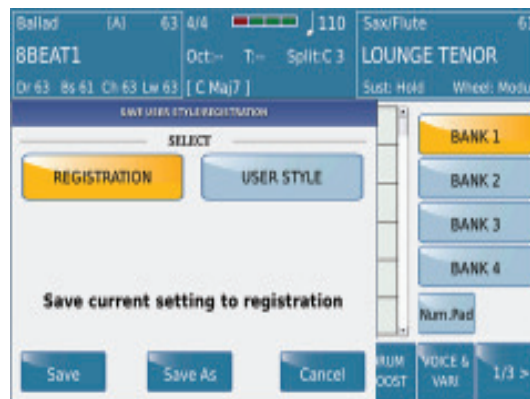 Ballad [A] 63 4/4 110 Sax/Flute
8BEAT1 Oct:-- T:-- Split:C 3 LOUNGE TENOR
Dr 63 Bs 61 Ch 63 Lw 63 [ C Maj7 ] Sust: Hold Wheel: Modu
SAVE USER STYLE/REGISTRATION
SELECT
REGISTRATION USER STYLE
Save current setting to registration
Save Save As Cancel
BANK 1
BANK 2
BANK 3
BANK 4
Num.Pad
RUM
OOST
VOICE &
VARI
1/3 >